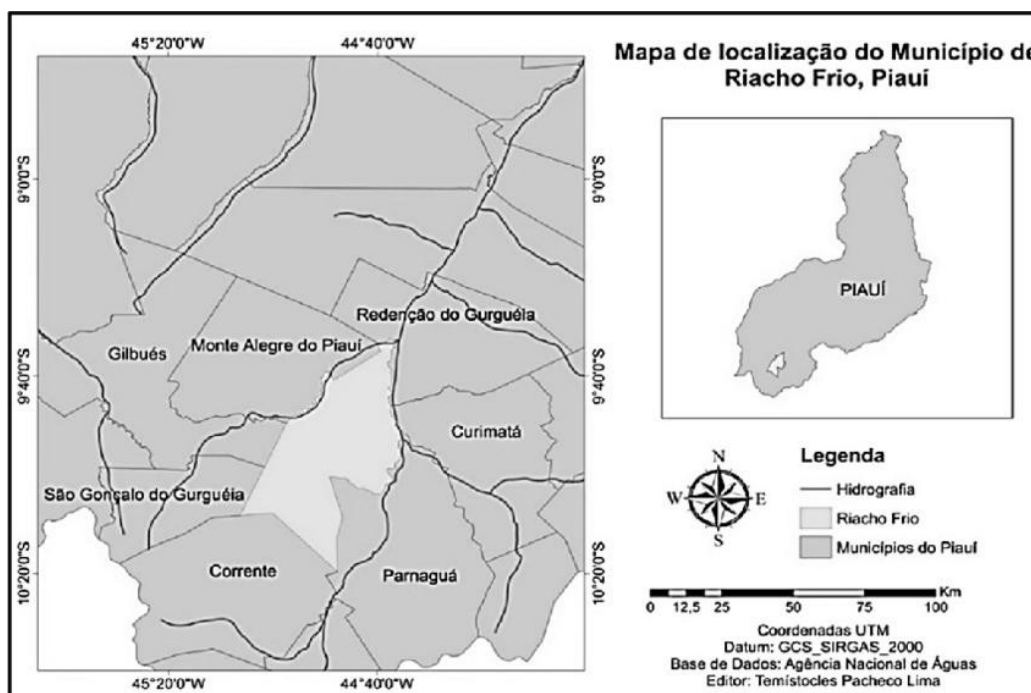 Mapa de localização do Município de
Riacho Frio, Piauí
45°20'0"W 44°40'0"W
9°0'0"S 9°0'0"S
9°40'0"S 9°40'0"S
10°20'0"S 10°20'0"S
45°20'0"W 44°40'0"W
Redenção do Gurguéla
Monte Alegre do Piauí
Gilbués
Curimatá
São Gonçalo do Gurguéia
Corrente
Parnaguá
PIAUÍ
N
W E
S
Legenda
Hidrografia
Riacho Frio
Municípios do Piauí
Km
0 12,5 25 50 75 100
Coordenadas UTM
Datum: GCS_SIRGAS_2000
Base de Dados: Agência Nacional de Águas
Editor: Temístocles Pacheco Lima